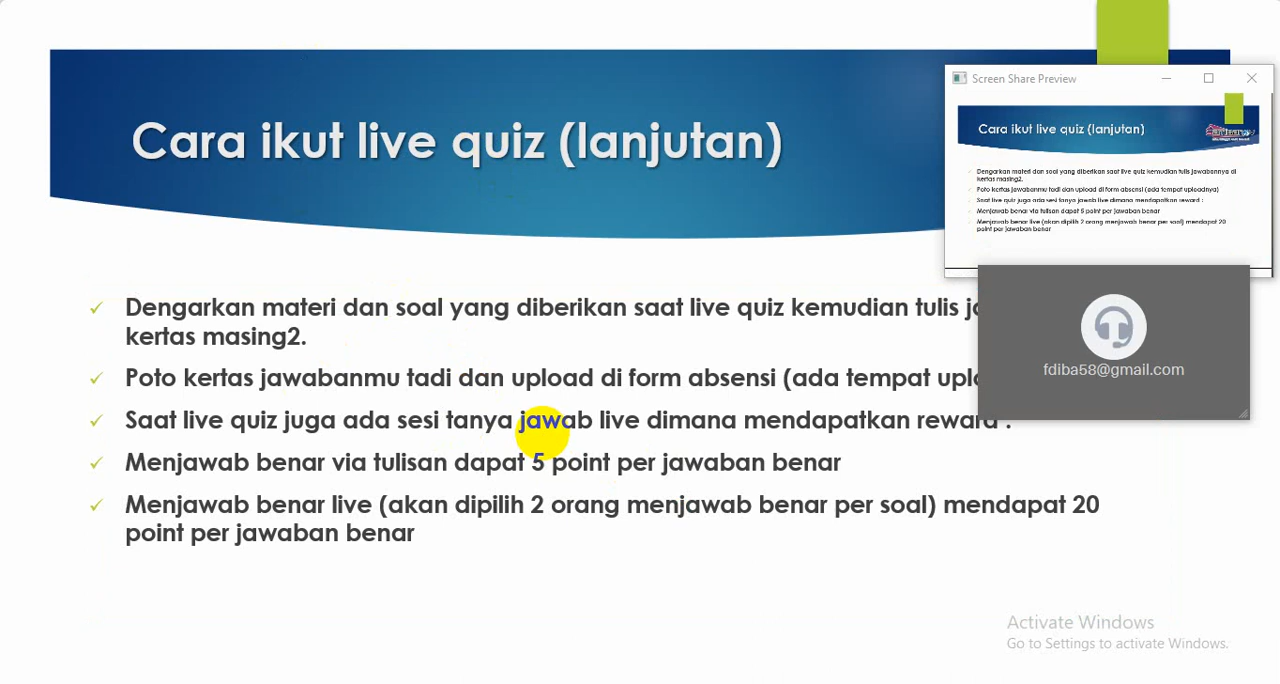 Cara ikut live quiz (lanjutan)
Dengarkan materi dan soal yang diberikan saat live quiz kemudian tulis
kertas masing2.
Poto kertas jawabanmu tadi dan upload di form absensi (ada tempat
Saat live quiz juga ada sesi tanya jawab live dimana mendapatkan reward :
Menjawab benar via tulisan dapat 5 point per jawaban benar
Menjawab benar live (akan dipilih 2 orang menjawab benar per soal) mendapat 20
point per jawaban benar
Screen Share Preview
Cara ikut live quiz (lanjutan)
Dengarkan materi dan soal yang diberikan saat live quiz kemudian tulis jawabannya di
kertas masing2.
Poto kertas jawabanmu tadi dan upload di form absensi (ada tempat uploadnya)
Saat live quiz juga ada sesi tanya jawab live dimana mendapatkan reward :
Menjawab benar via tulisan dapat 5 point per jawaban benar
Menjawab benar live (akan dipilih 2 orang menjawab benar per soal) mendapat 20
point per jawaban benar
fdiba58@gmail.com
Activate Windows
Go to Settings to activate Windows.